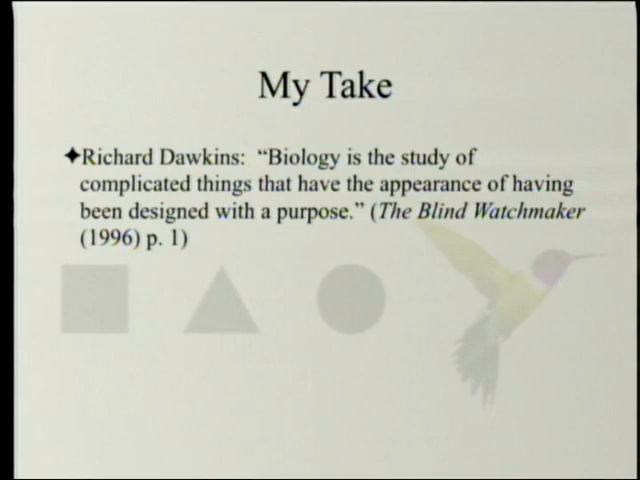 My Take
✦Richard Dawkins: “Biology is the study of
complicated things that have the appearance of having
been designed with a purpose.” (The Blind Watchmaker
(1996) p. 1)